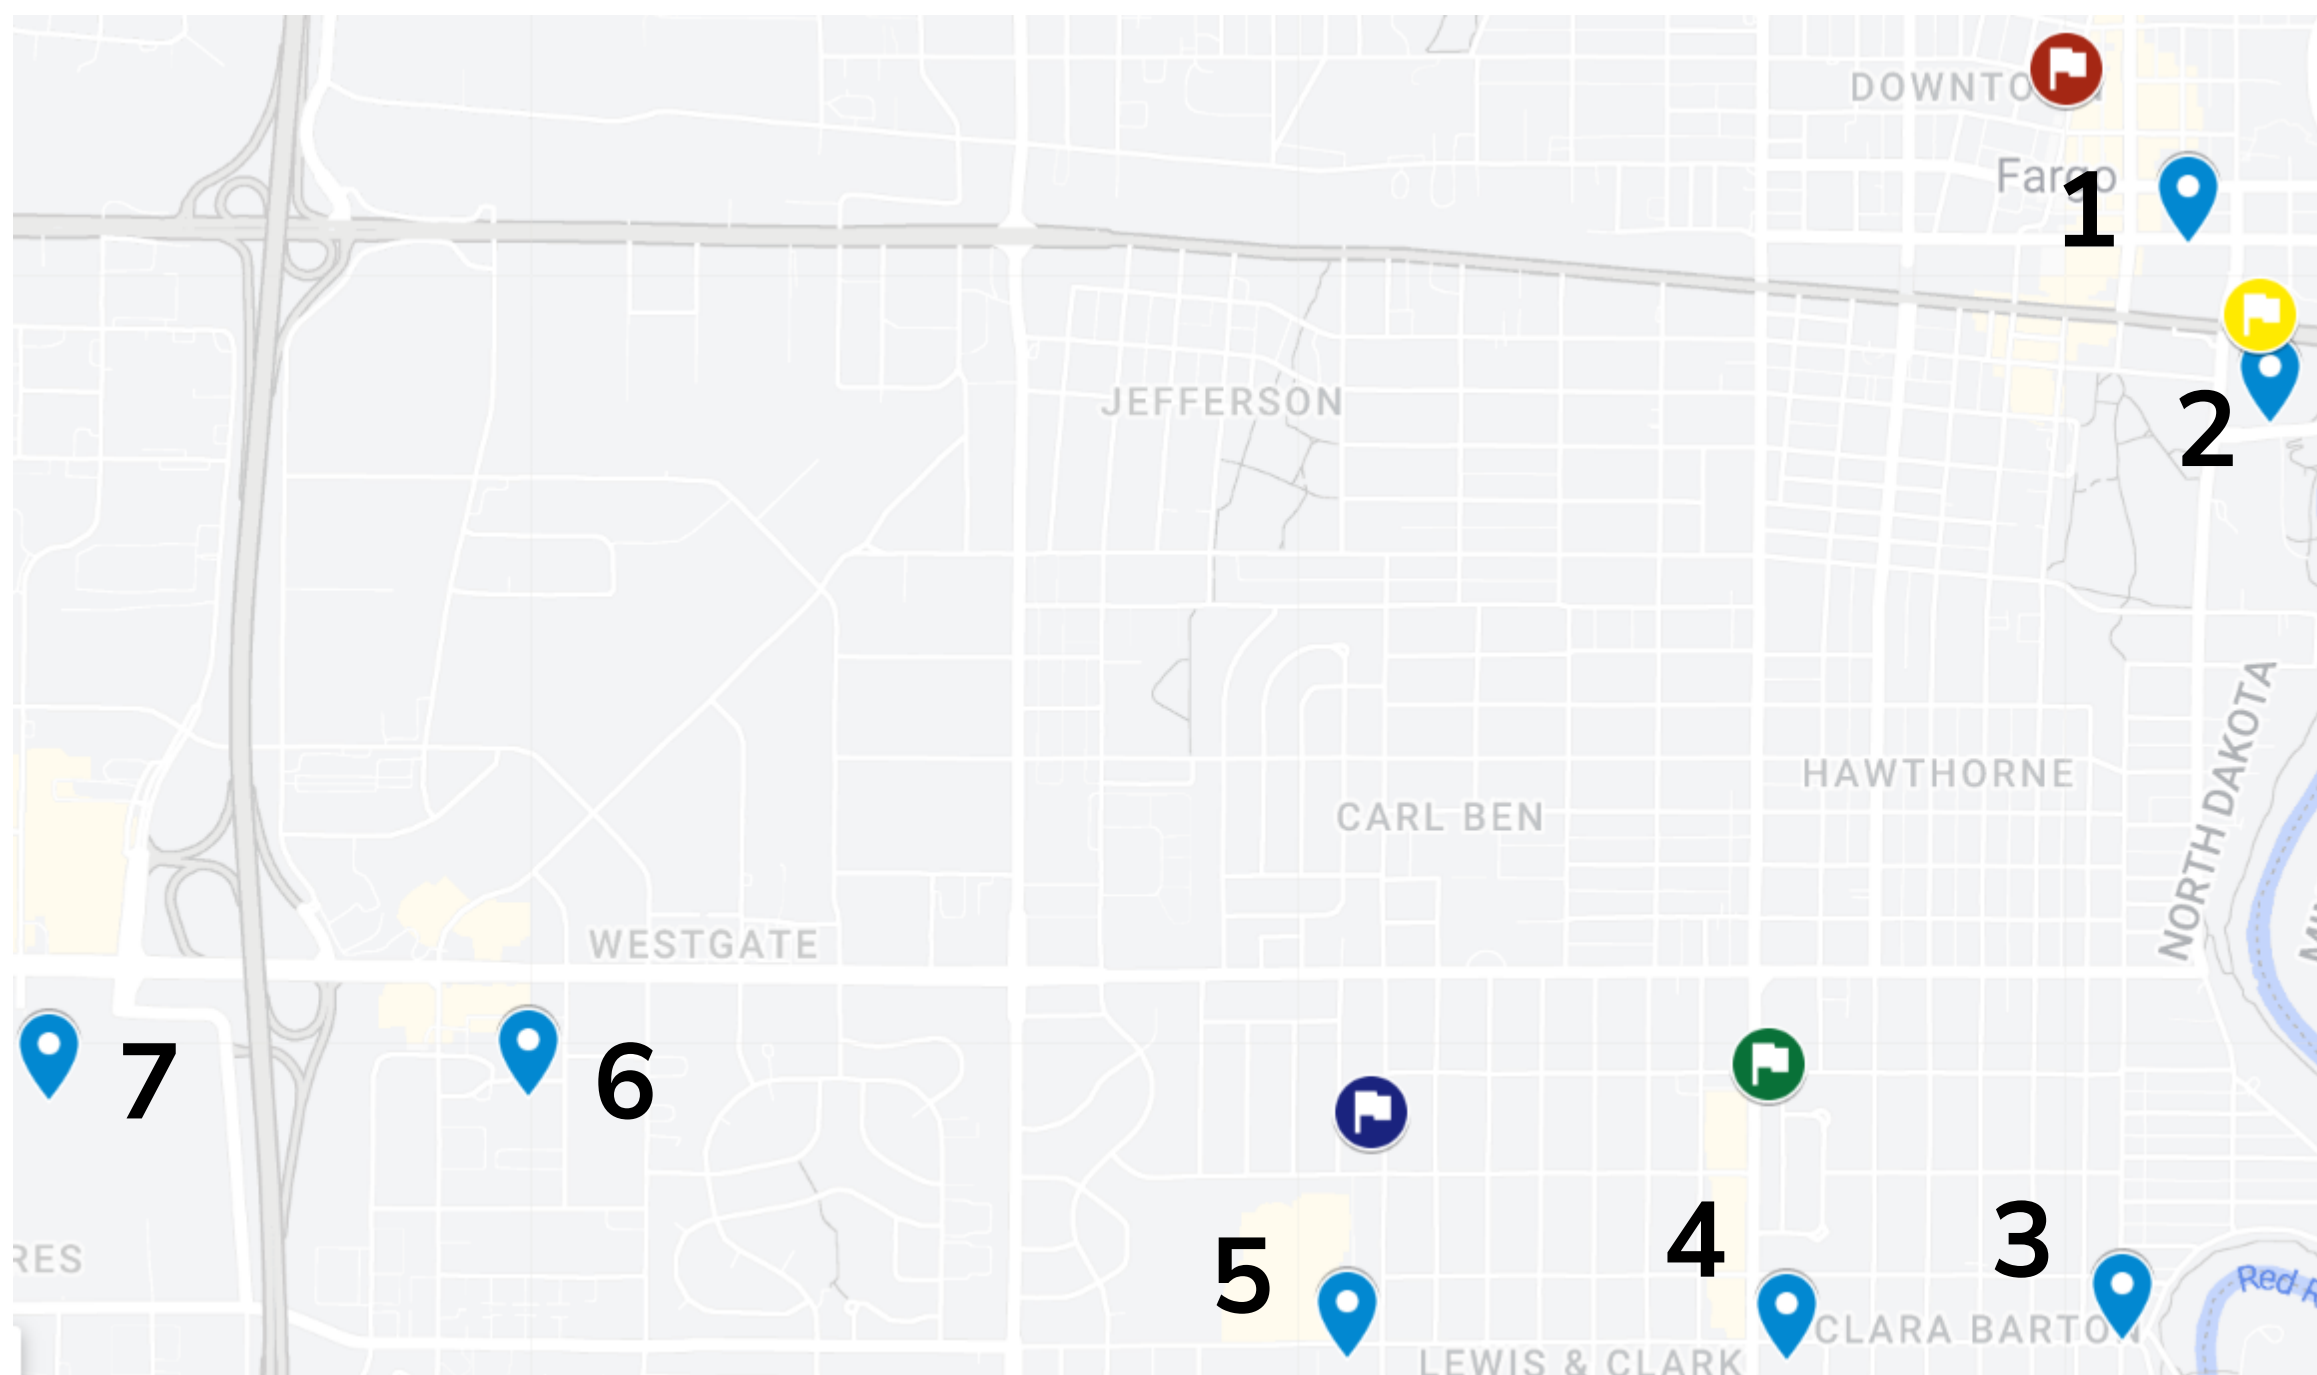 DOWNTO
Fargo
1
2
JEFFERSON
NORTH DAKOTA
HAWTHORNE
CARL BEN
WESTGATE
7
6
5
4
3
RES
Red R
CLARA BARTON
LEWIS & CLARK